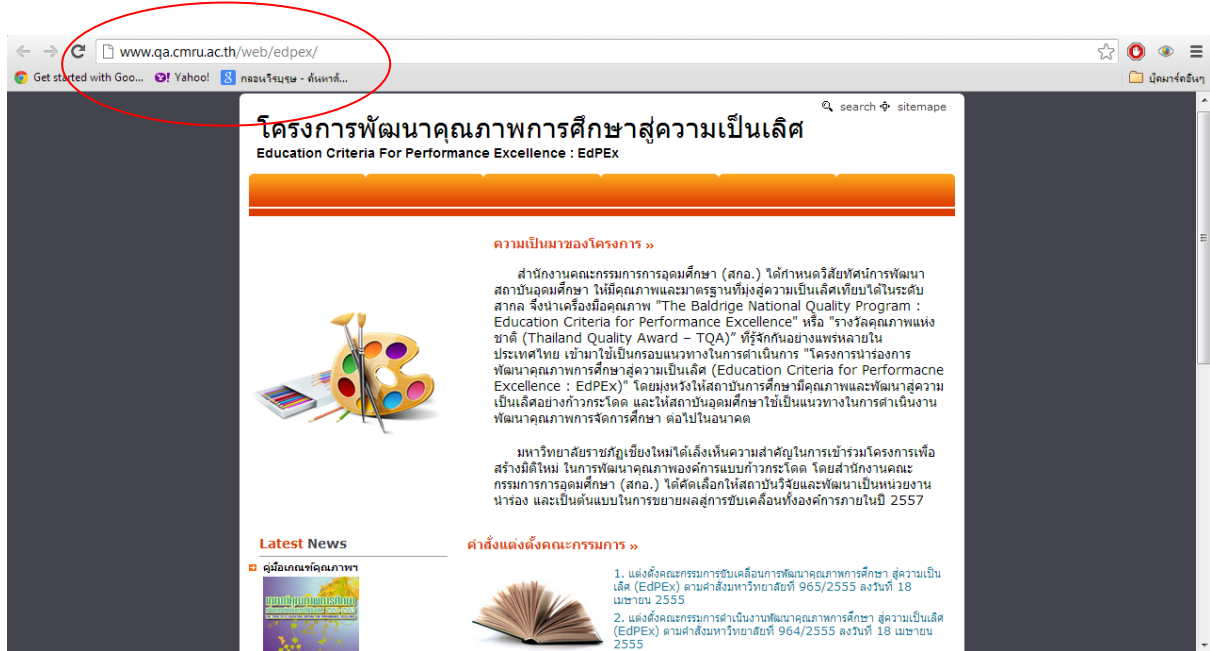 www.qa.cmru.ac.th/web/edpex/
Get started with Goo... Yahoo! กลอนวีรบุรุษ - ค้นหาด้... บุ๊กมาร์กอื่นๆ
search sitemape
โครงการพัฒนาคุณภาพการศึกษาสู่ความเป็นเลิศ
Education Criteria For Performance Excellence : EdPEx
ความเป็นมาของโครงการ »
สำนักงานคณะกรรมการการอุดมศึกษา (สกอ.) ได้กำหนดวิสัยทัศน์การพัฒนา
สถาบันอุดมศึกษา ให้มีคุณภาพและมาตรฐานที่มุ่งสู่ความเป็นเลิศเทียบได้ในระดับ
สากล จึงนำเครื่องมือคุณภาพ "The Baldrige National Quality Program :
Education Criteria for Performance Excellence" หรือ "รางวัลคุณภาพแห่ง
ชาติ (Thailand Quality Award – TQA)” ที่รู้จักกันอย่างแพร่หลายใน
ประเทศไทย เข้ามาใช้เป็นกรอบแนวทางในการดำเนินการ "โครงการนำร่องการ
พัฒนาคุณภาพการศึกษาสู่ความเป็นเลิศ (Education Criteria for Performacne
Excellence : EdPEx)" โดยมุ่งหวังให้สถาบันการศึกษามีคุณภาพและพัฒนาสู่ความ
เป็นเลิศอย่างก้าวกระโดด และให้สถาบันอุดมศึกษาใช้เป็นแนวทางในการดำเนินงาน
พัฒนาคุณภาพการจัดการศึกษา ต่อไปในอนาคต
มหาวิทยาลัยราชภัฏเชียงใหม่ได้เล็งเห็นความสำคัญในการเข้าร่วมโครงการเพื่อ
สร้างมิติใหม่ ในการพัฒนาคุณภาพองค์การแบบก้าวกระโดด โดยสำนักงานคณะ
กรรมการการอุดมศึกษา (สกอ.) ได้คัดเลือกให้สถาบันวิจัยและพัฒนาเป็นหน่วยงาน
นำร่อง และเป็นต้นแบบในการขยายผลสู่การขับเคลื่อนทั้งองค์การภายในปี 2557
Latest News
คู่มือเกณฑ์คุณภาพฯ
เกณฑ์คุณภาพการศึกษา
คำสั่งแต่งตั้งคณะกรรมการ »
1. แต่งตั้งคณะกรรมการขับเคลื่อนการพัฒนาคุณภาพการศึกษา สู่ความเป็น
เลิศ (EdPEx) ตามคำสั่งมหาวิทยาลัยที่ 965/2555 ลงวันที่ 18
เมษายน 2555
2. แต่งตั้งคณะกรรมการดำเนินงานพัฒนาคุณภาพการศึกษา สู่ความเป็นเลิศ
(EdPEx) ตามคำสั่งมหาวิทยาลัยที่ 964/2555 ลงวันที่ 18 เมษายน
2555